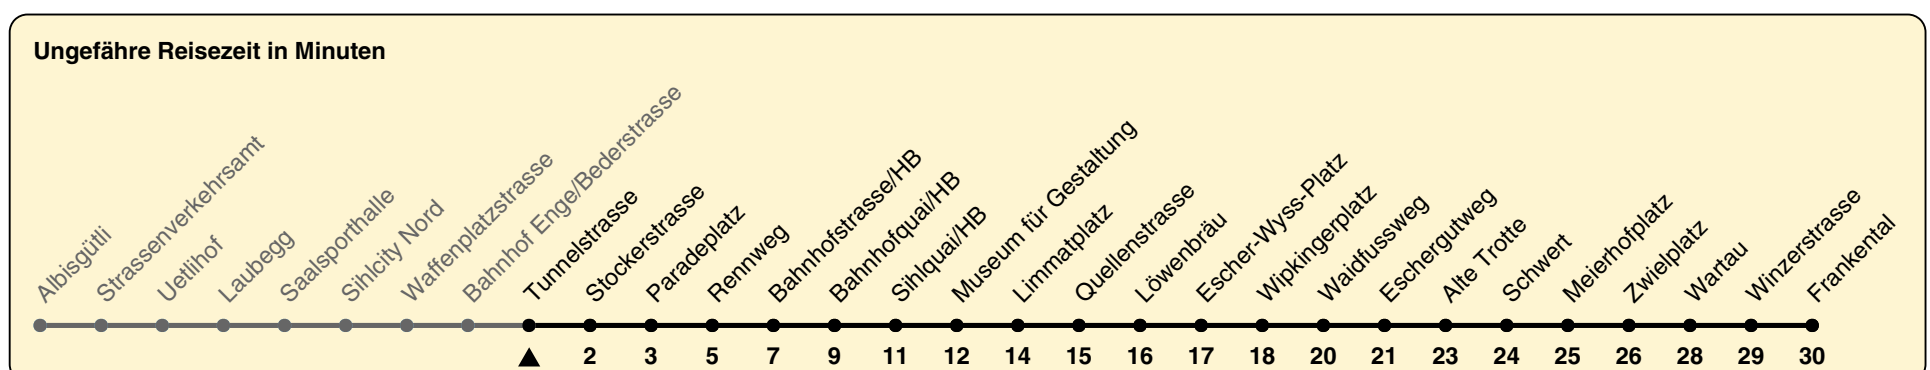 Ungefähre Reisezeit in Minuten
Albisgütli
Strassenverkehrsamt
Uetlihof
Laubegg
Saalsporthalle
Sihlcity Nord
Waffenplatzstrasse
Bahnhof Enge/Bederstrasse
Tunnelstrasse
Stockerstrasse
Paradeplatz
Rennweg
Bahnhofstrasse/HB
Bahnhofquai/HB
Sihlquai/HB
Museum für Gestaltung
Limmatplatz
Quellenstrasse
Löwenbräu
Escher-Wyss-Platz
Wipkingerplatz
Waidfussweg
Eschergutweg
Alte Trotte
Schwert
Meierhofplatz
Zwielplatz
Wartau
Winzerstrasse
Frankental
2 3 5 7 9 11 12 14 15 16 17 18 20 21 23 24 25 26 28 29 30